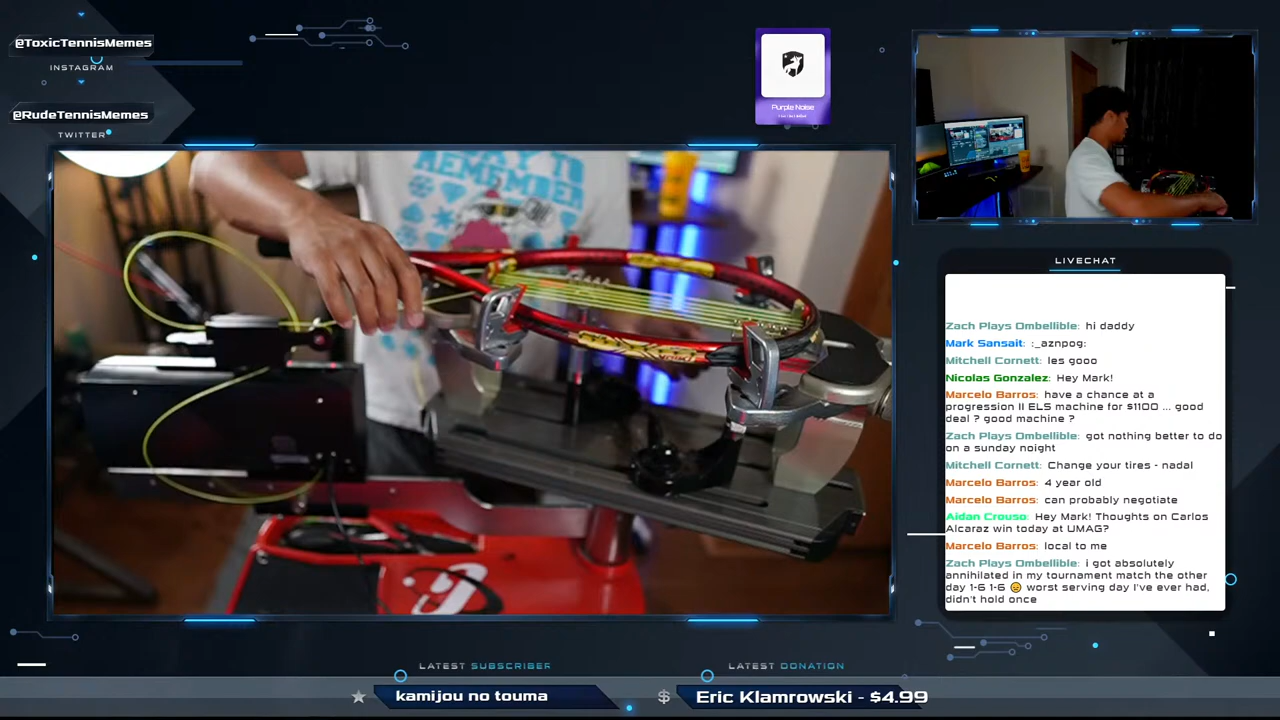 @ToxicTennisMemes
INSTAGRAM
@RudeTennisMemes
TWITTER
Purple Noise
REMEMBER
LIVECHAT
Zach Plays Ombellible: hi daddy
Mark Sansait: :_aznpog:
Mitchell Cornett: les gooo
Nicolas Gonzalez: Hey Mark!
Marcelo Barros: have a chance at a
progression II ELS machine for $1100 ... good
deal ? good machine ?
Zach Plays Ombellible: got nothing better to do
on a sunday noight
Mitchell Cornett: Change your tires - nadal
Marcelo Barros: 4 year old
Marcelo Barros: can probably negotiate
Aidan Crouso: Hey Mark! Thoughts on Carlos
Alcaraz win today at UMAG?
Marcelo Barros: local to me
Zach Plays Ombellible: i got absolutely
annihilated in my tournament match the other
day 1-6 1-6 😖 worst serving day I've ever had,
didn't hold once
LATEST SUBSCRIBER
LATEST DONATION
kamijou no touma
$ Eric Klamrowski - $4.99